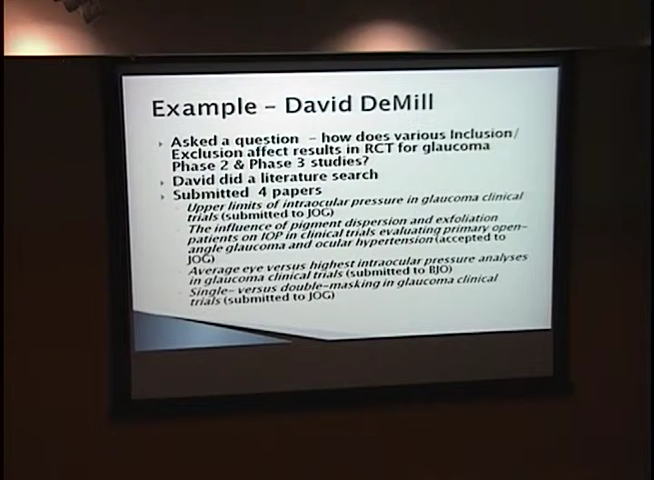 Example - David DeMill
Asked a question - how does various Inclusion/
Exclusion affect results in RCT for glaucoma
Phase 2 & Phase 3 studies?
David did a literature search
Submitted 4 papers
Upper limits of intraocular pressure in glaucoma clinical
trials (submitted to JOG)
The influence of pigment dispersion and exfoliation
patients on IOP in clinical trials evaluating primary open-
angle glaucoma and ocular hypertension (accepted to
JOG)
Average eye versus highest intraocular pressure analyses
in glaucoma clinical trials (submitted to BJO)
Single- versus double-masking in glaucoma clinical
trials (submitted to JOG)